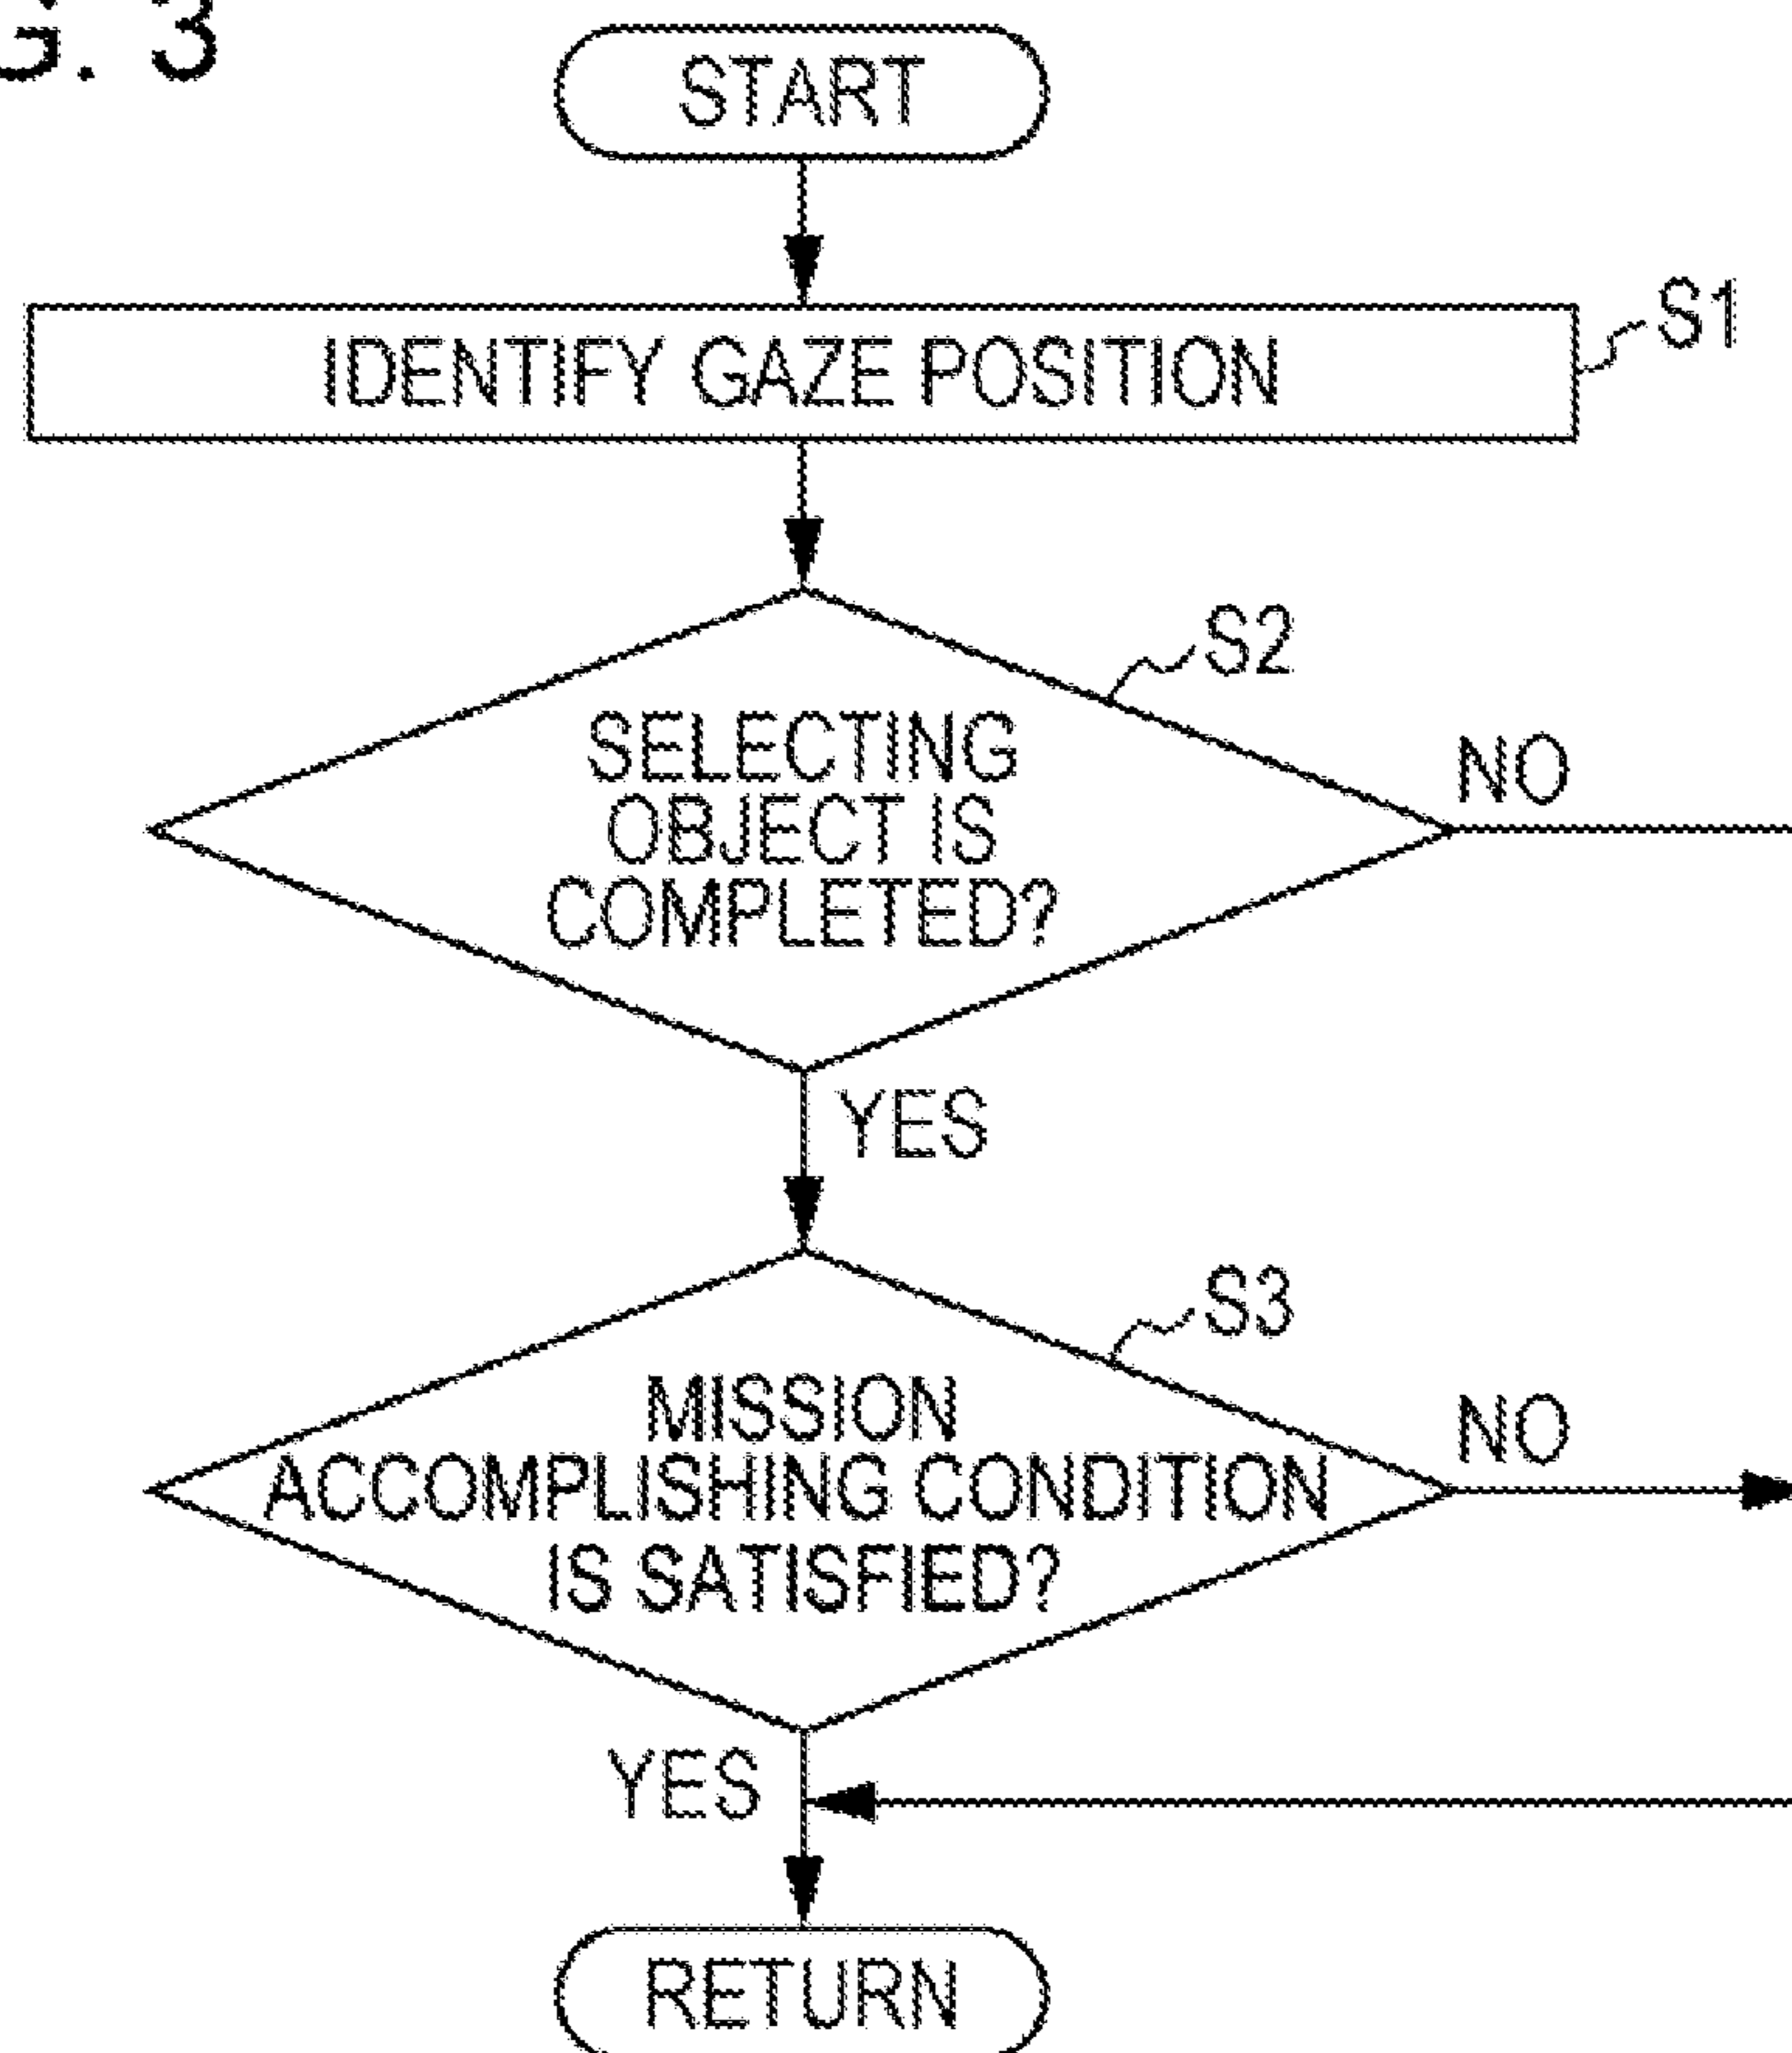 G. 3
START
IDENTIFY GAZE POSITION
S1
S2
SELECTING
OBJECT IS
COMPLETED?
NO
YES
S3
MISSION
ACCOMPLISHING CONDITION
IS SATISFIED?
NO
YES
RETURN